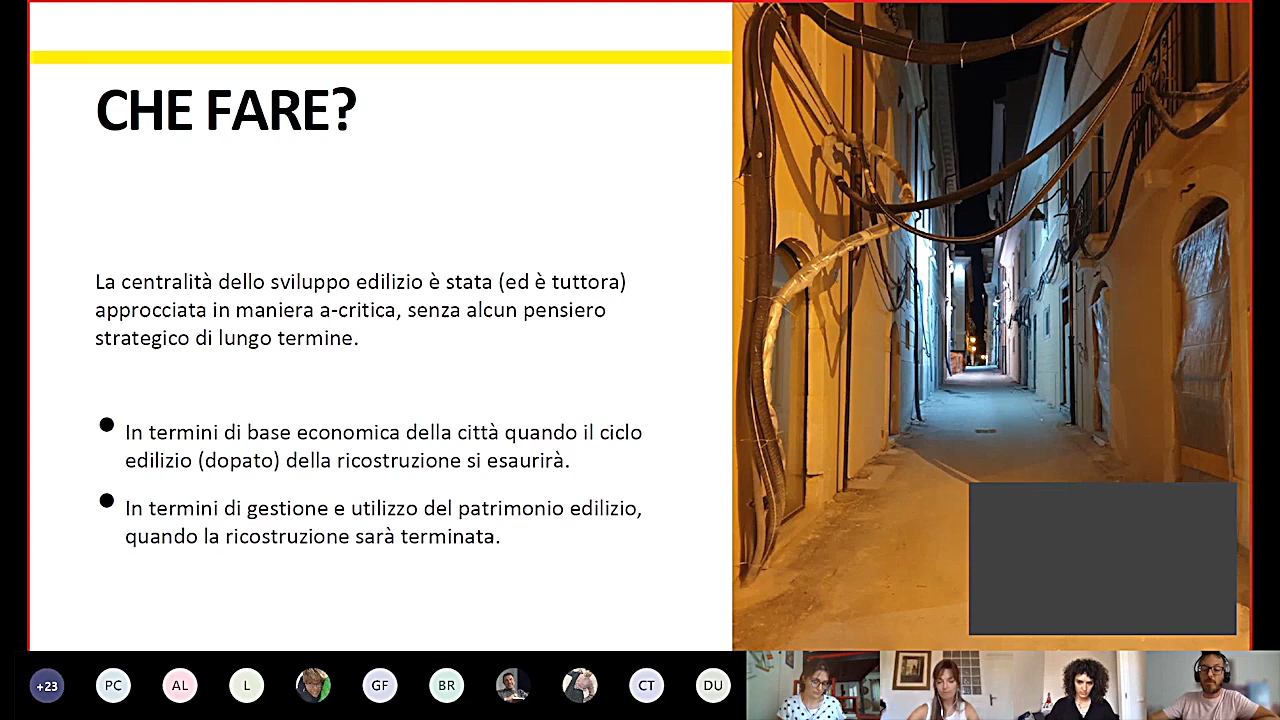 CHE FARE?
La centralità dello sviluppo edilizio è stata (ed è tuttora)
approcciata in maniera a-critica, senza alcun pensiero
strategico di lungo termine.
In termini di base economica della città quando il ciclo
edilizio (dopato) della ricostruzione si esaurirà.
In termini di gestione e utilizzo del patrimonio edilizio,
quando la ricostruzione sarà terminata.
+23
PC
AL
L
GF
BR
CT
DU